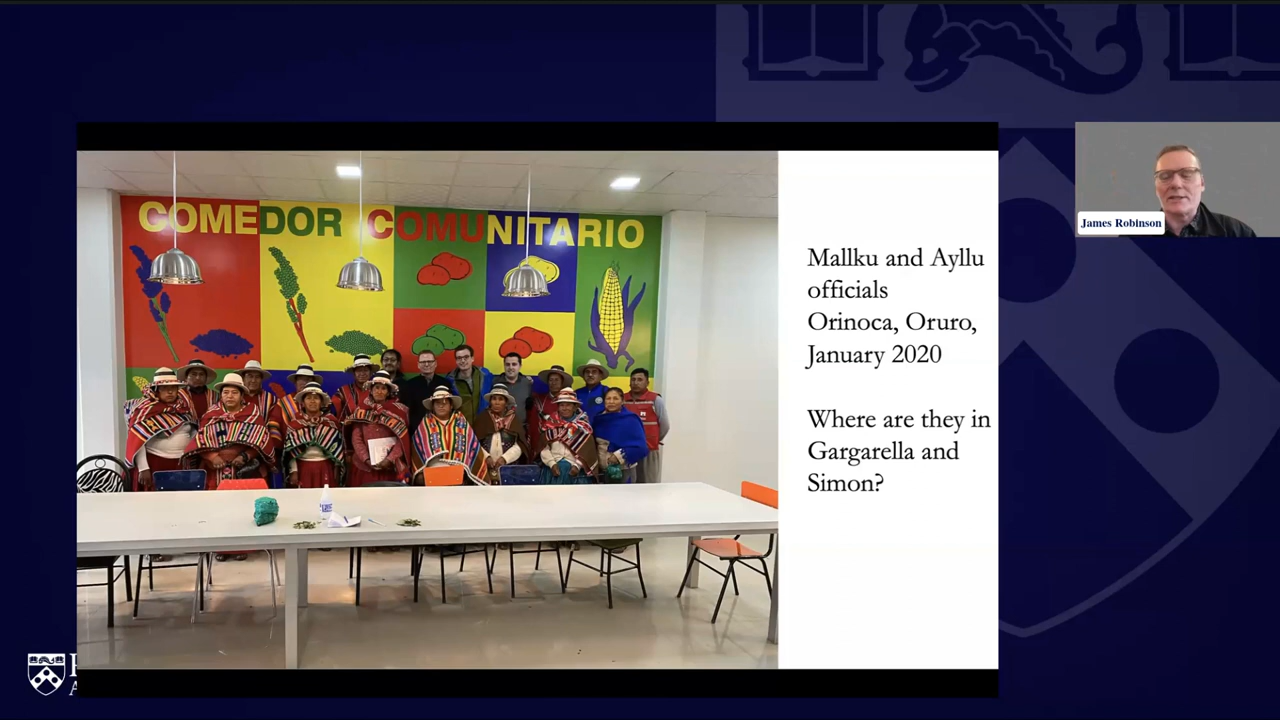 COMEDOR COMUNITARIO
Mallku and Ayllu
officials
Orinoca, Oruro,
January 2020
Where are they in
Gargarella and
Simon?
James Robinson